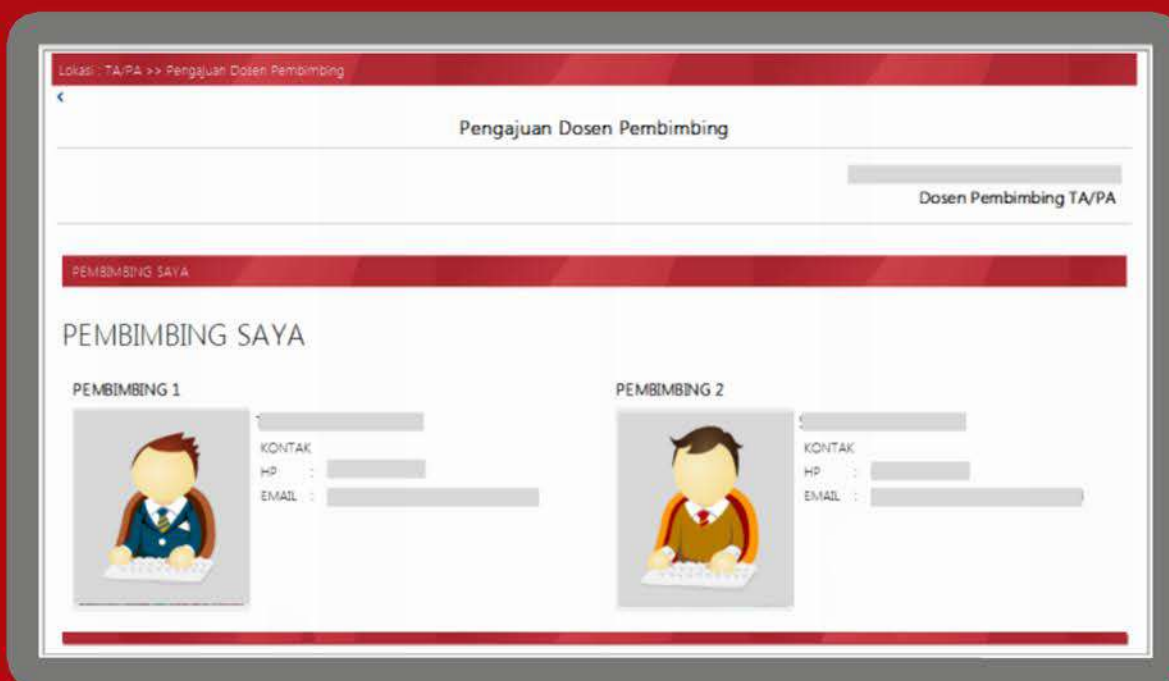 Lokasi : TA/PA >> Pengajuan Dosen Pembimbing
<
Pengajuan Dosen Pembimbing
Dosen Pembimbing TA/PA
PEMBIMBING SAYA
PEMBIMBING SAYA
PEMBIMBING 1
KONTAK
HP :
EMAIL :
PEMBIMBING 2
KONTAK
HP :
EMAIL :